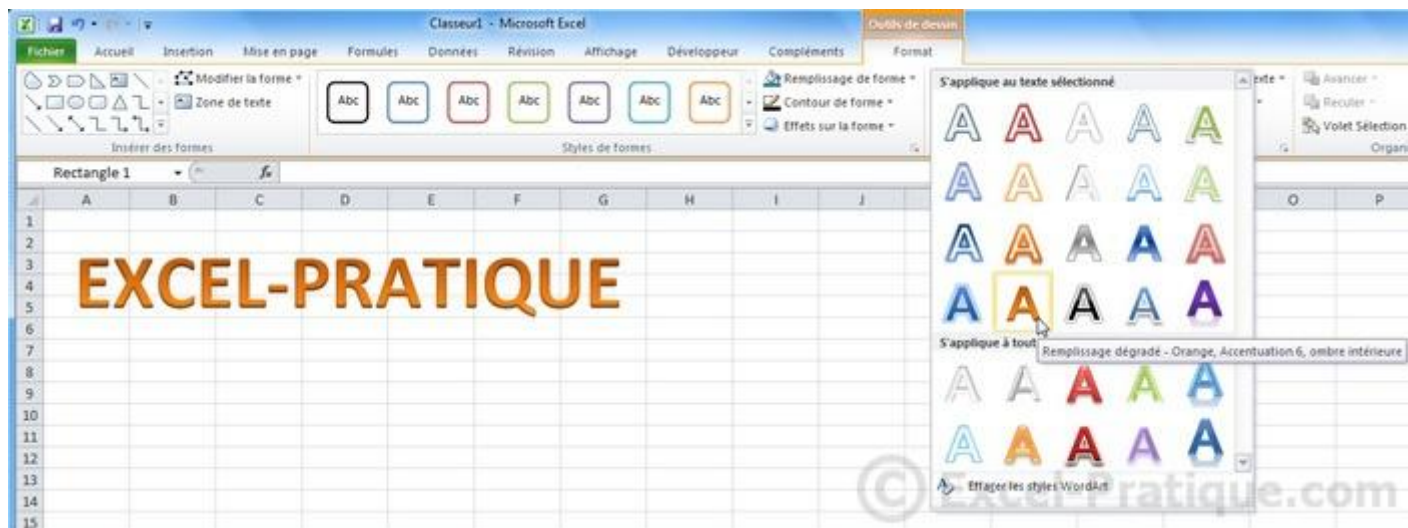 Classeur1 - Microsoft Excel
Outils de dessin
Fichier Accueil Insertion Mise en page Formules Données Révision Affichage Développeur Compléments Format
Modifier la forme
Zone de texte
Insérer des formes
Abc Abc Abc Abc Abc Abc Abc
Styles de formes
Remplissage de forme
Contour de forme
Effets sur la forme
S'applique au texte sélectionné
A A A A A
A A A A A
A A A A A
A A A A A
S'applique à tout
Remplissage dégradé - Orange, Accentuation 6, ombre intérieure
A A A A A
A A A A A
Effacer les styles WordArt
Avancer
Reculer
Volet Sélection
Rectangle 1
fx
A B C D E F G H I J O P
1
2
3
4
5
6
7
8
9
10
11
12
13
14
15
EXCEL-PRATIQUE
© Excel-Pratique.com